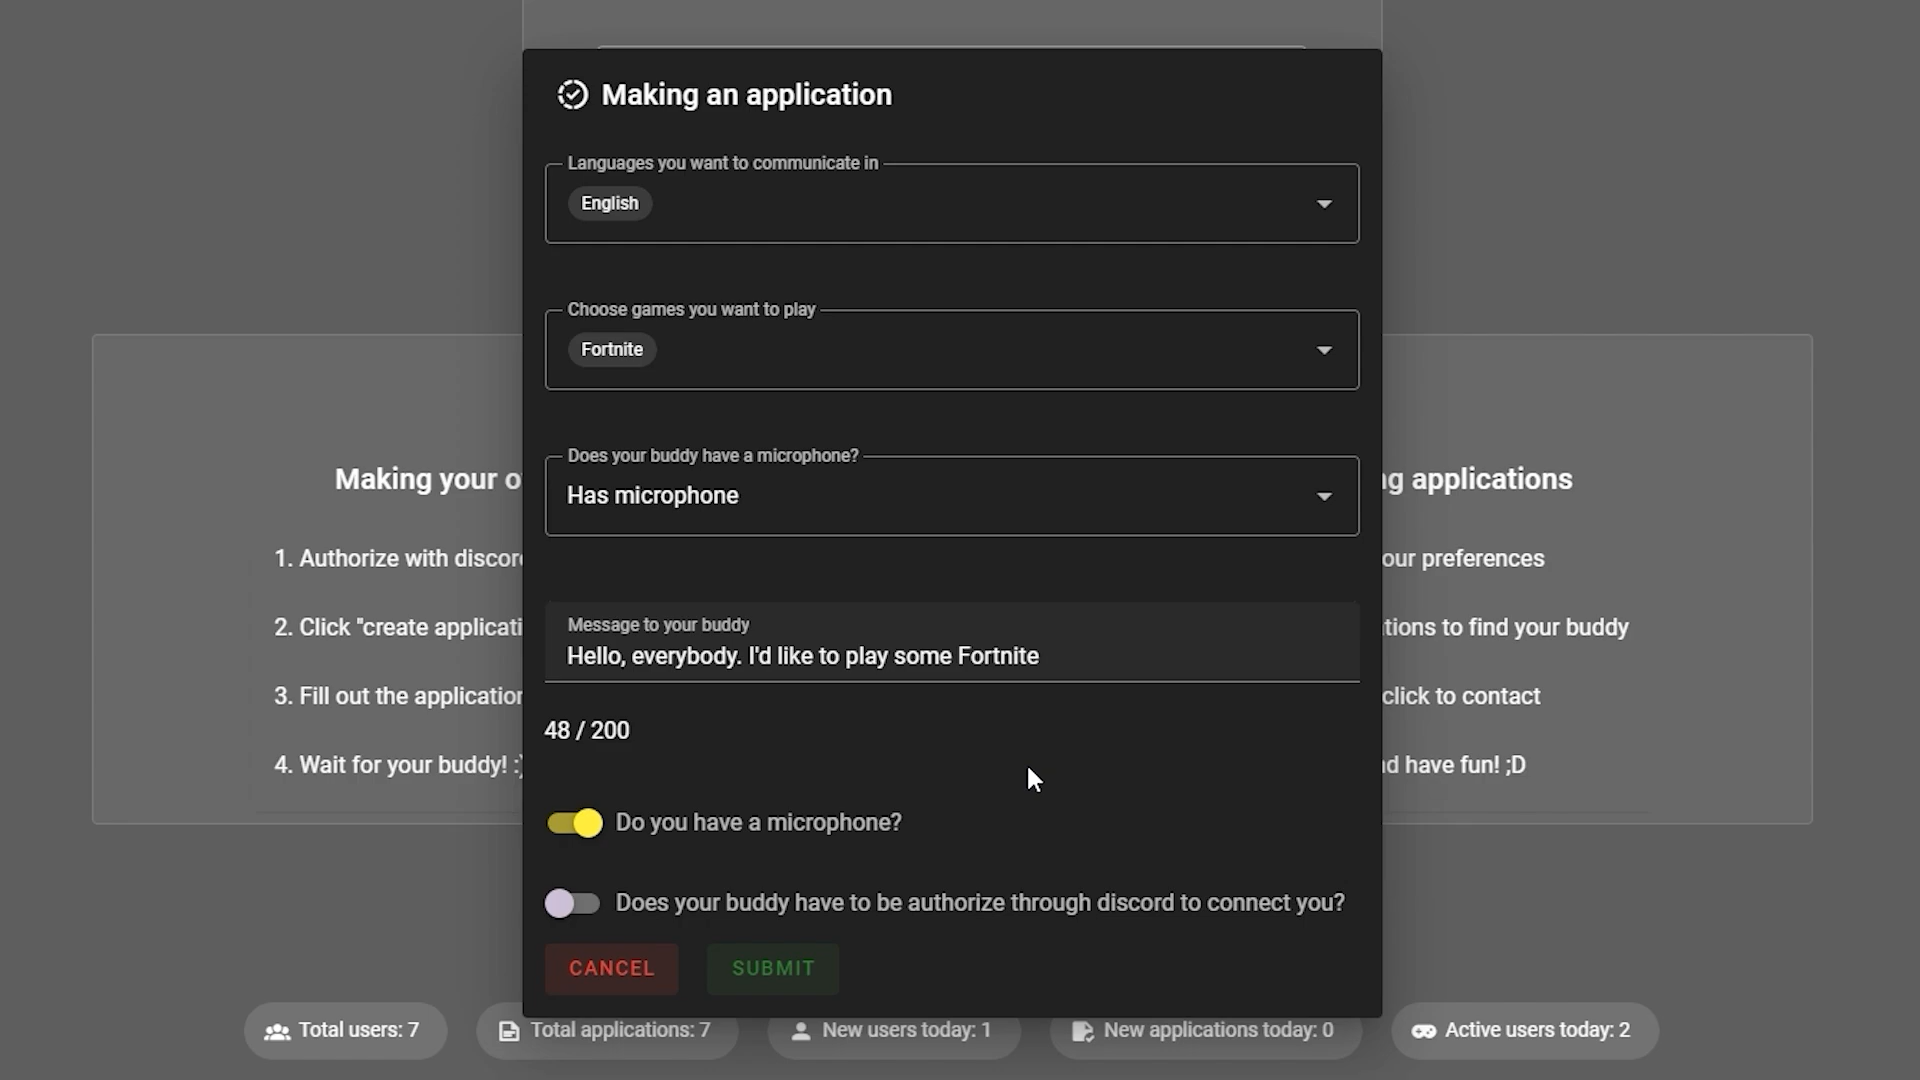 Making an application
Languages you want to communicate in
English
Choose games you want to play
Fortnite
Does your buddy have a microphone?
Has microphone
Message to your buddy
Hello, everybody. I'd like to play some Fortnite
48 / 200
Do you have a microphone?
Does your buddy have to be authorize through discord to connect you?
CANCEL
SUBMIT
Making your
1. Authorize with discord
2. Click "create applicati
3. Fill out the application
4. Wait for your buddy! :)
applications
our preferences
tions to find your buddy
click to contact
have fun! ;D
Total users: 7
Total applications: 7
New users today: 1
New applications today: 0
Active users today: 2